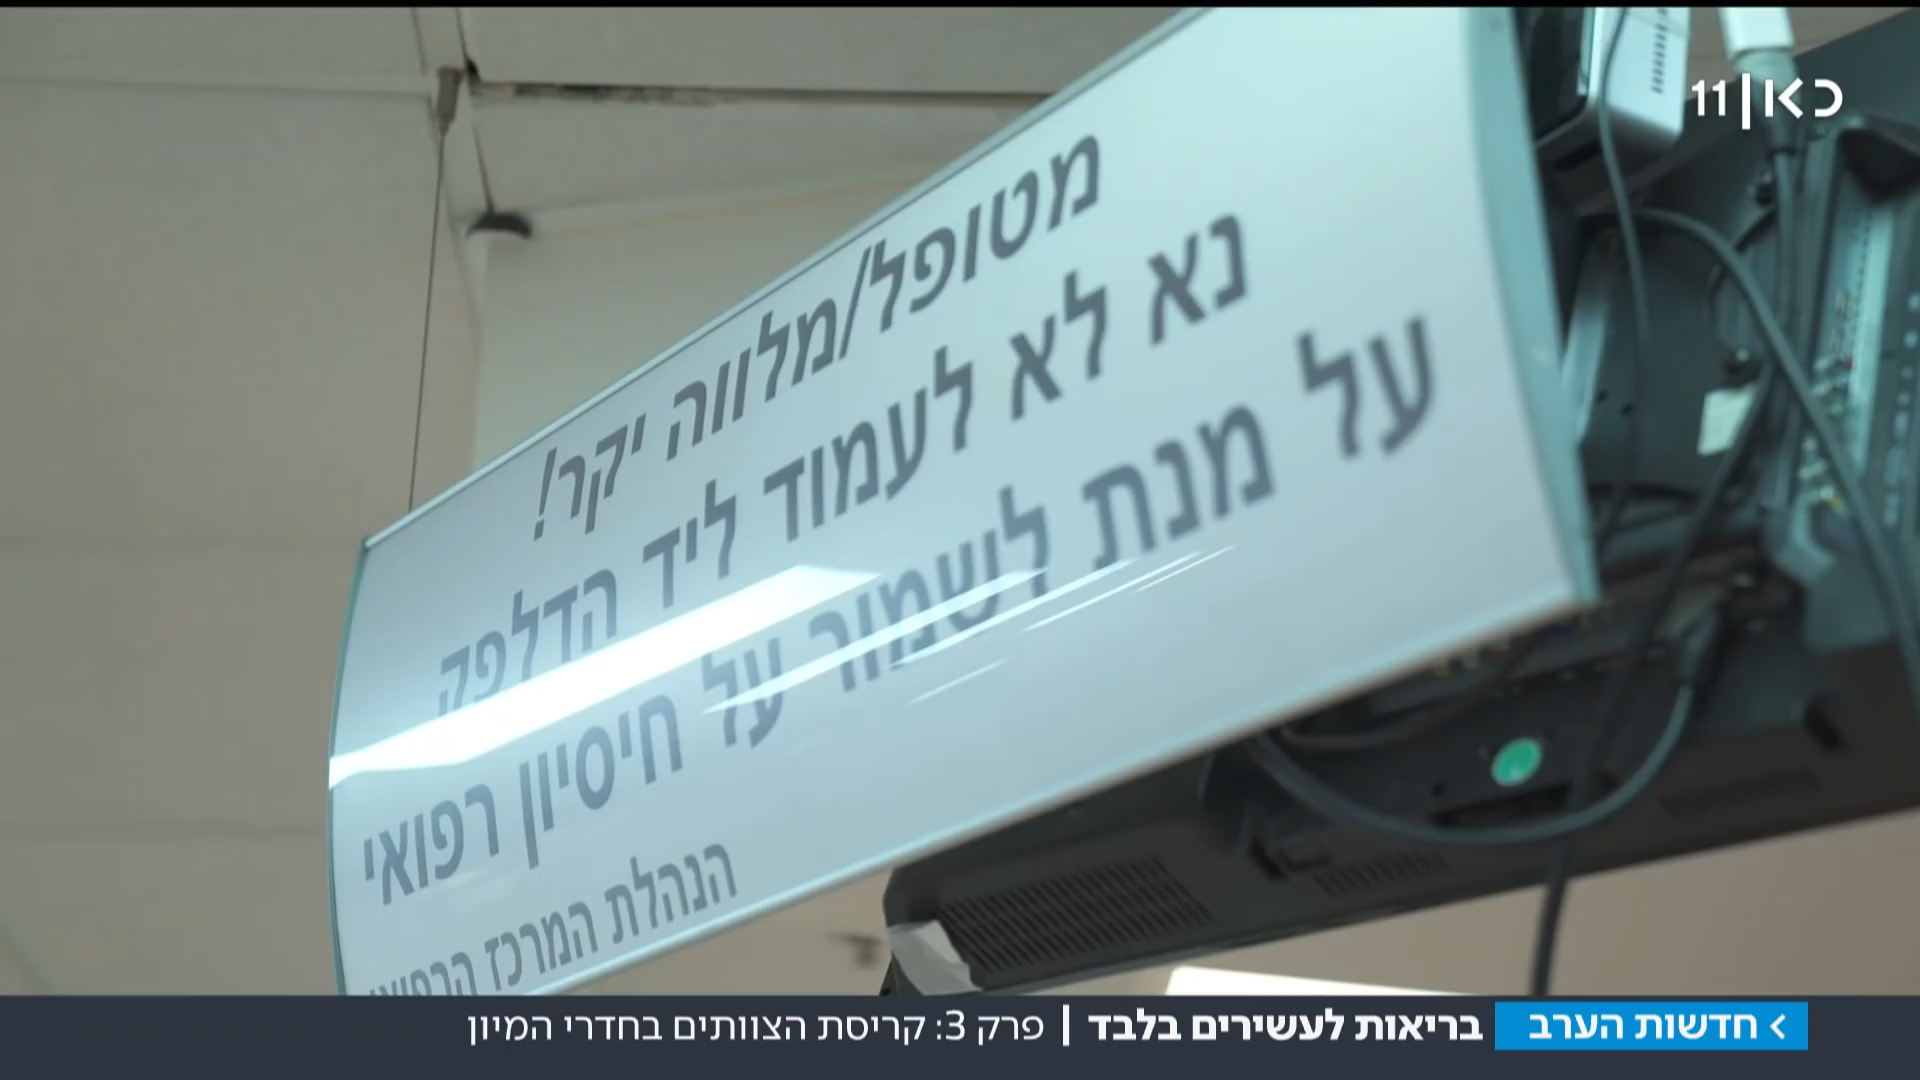 כאן 11
מטופל/מלווה יקר!
נא לא לעמוד ליד הדלפק
על מנת לשמור על חיסיון רפואי
הנהלת המרכז הרפואי
חדשות הערב
בריאות לעשירים בלבד | פרק 3: קריסת הצוותים בחדרי המיון